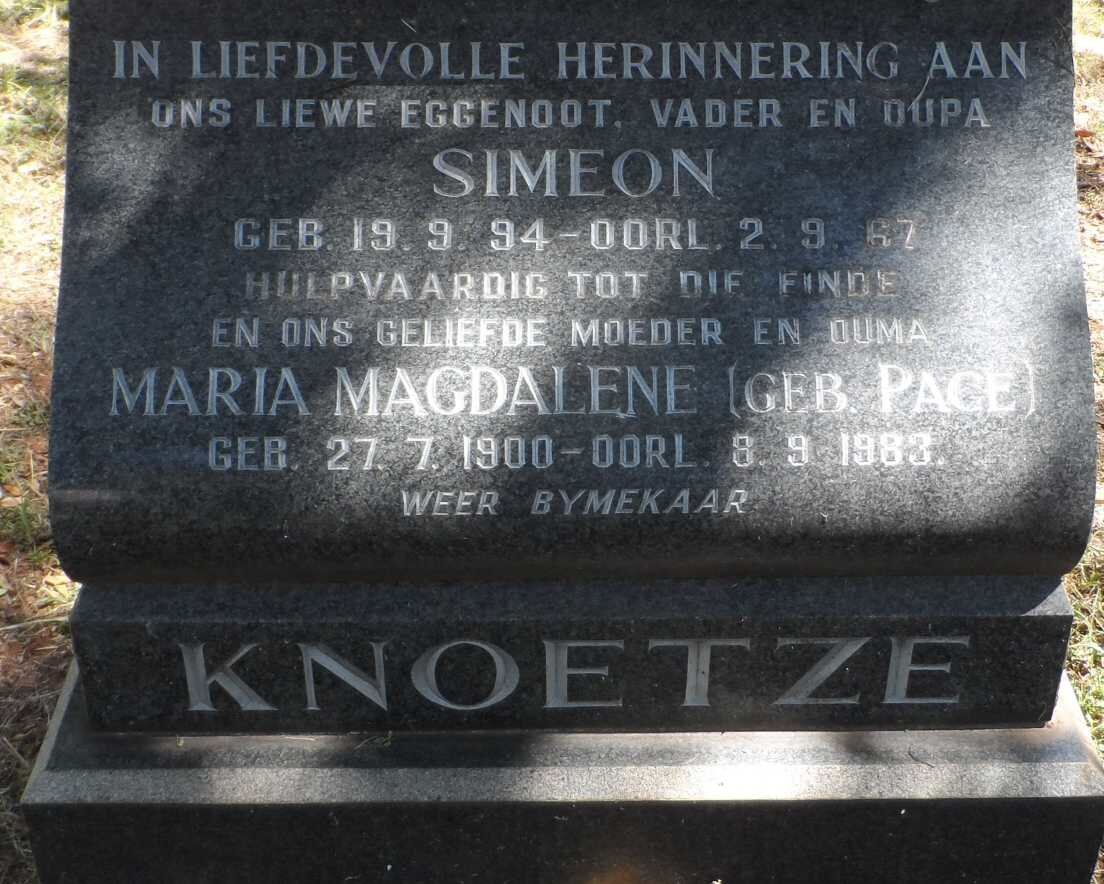 IN LIEFDEVOLLE HERINNERING AAN
ONS LIEWE EGGENOOT, VADER EN OUPA
SIMEON
GEB. 19. 9. 94 - OORL. 2. 9. 67
HULPVAARDIG TOT DIE EINDE
EN ONS GELIEFDE MOEDER EN OUMA
MARIA MAGDALENE (GEB. PAGE)
GEB. 27. 7. 1900 - OORL. 8. 9. 1983.
WEER BYMEKAAR
KNOETZE